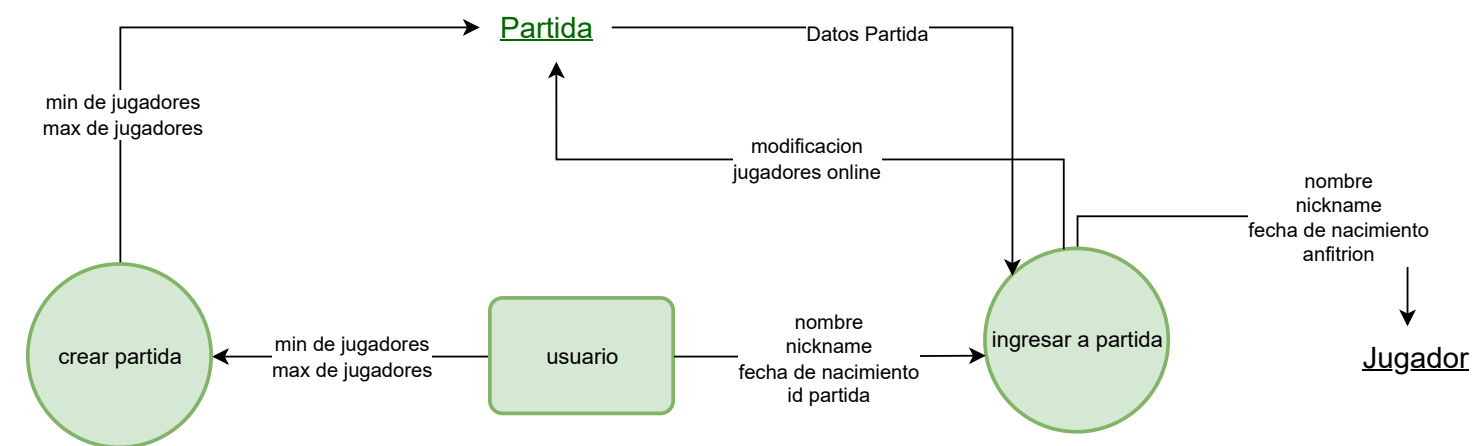 Partida
Datos Partida
min de jugadores
max de jugadores
modificacion
jugadores online
nombre
nickname
fecha de nacimiento
anfitrion
crear partida
min de jugadores
max de jugadores
usuario
nombre
nickname
fecha de nacimiento
id partida
ingresar a partida
Jugador